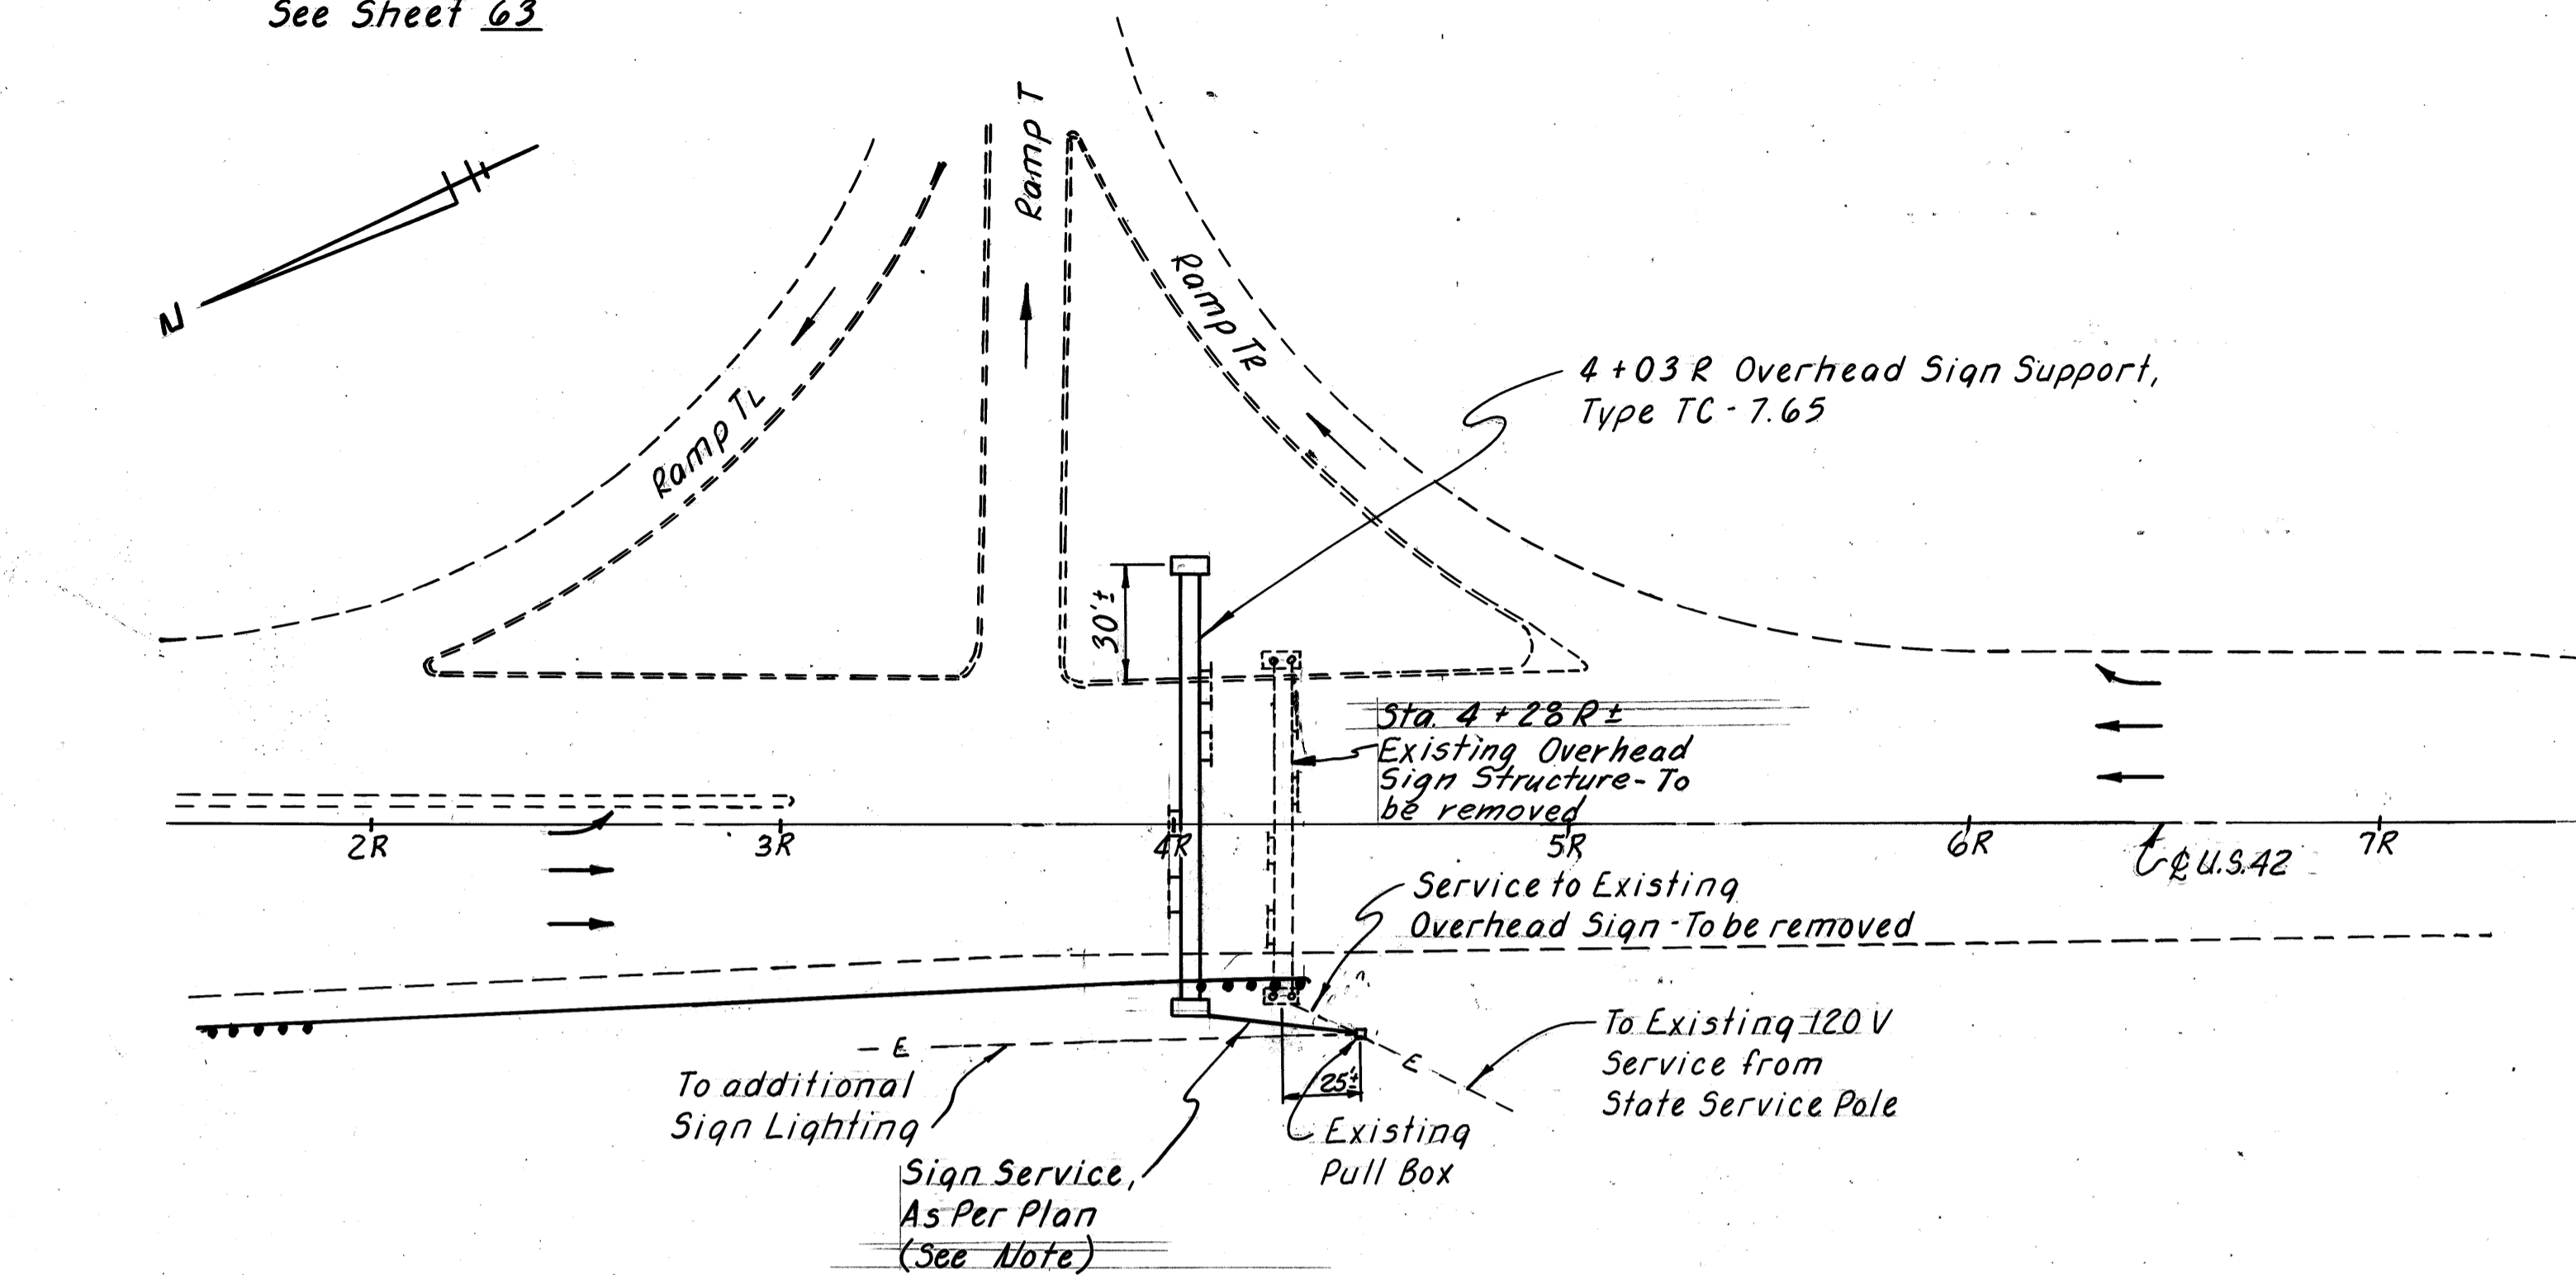 See Sheet 63
N
Ramp T
Ramp TL
Ramp TR
4+03 R Overhead Sign Support,
Type TC-7.65
30'±
Sta. 4+28 R ±
Existing Overhead
Sign Structure-To
be removed
2R
3R
4R
5R
6R
7R
℄ U.S. 42
Service to Existing
Overhead Sign-To be removed
E
E
To additional
Sign Lighting
25'±
To Existing 120 V
Service from
State Service Pole
Existing
Pull Box
Sign Service,
As Per Plan
(See Note)